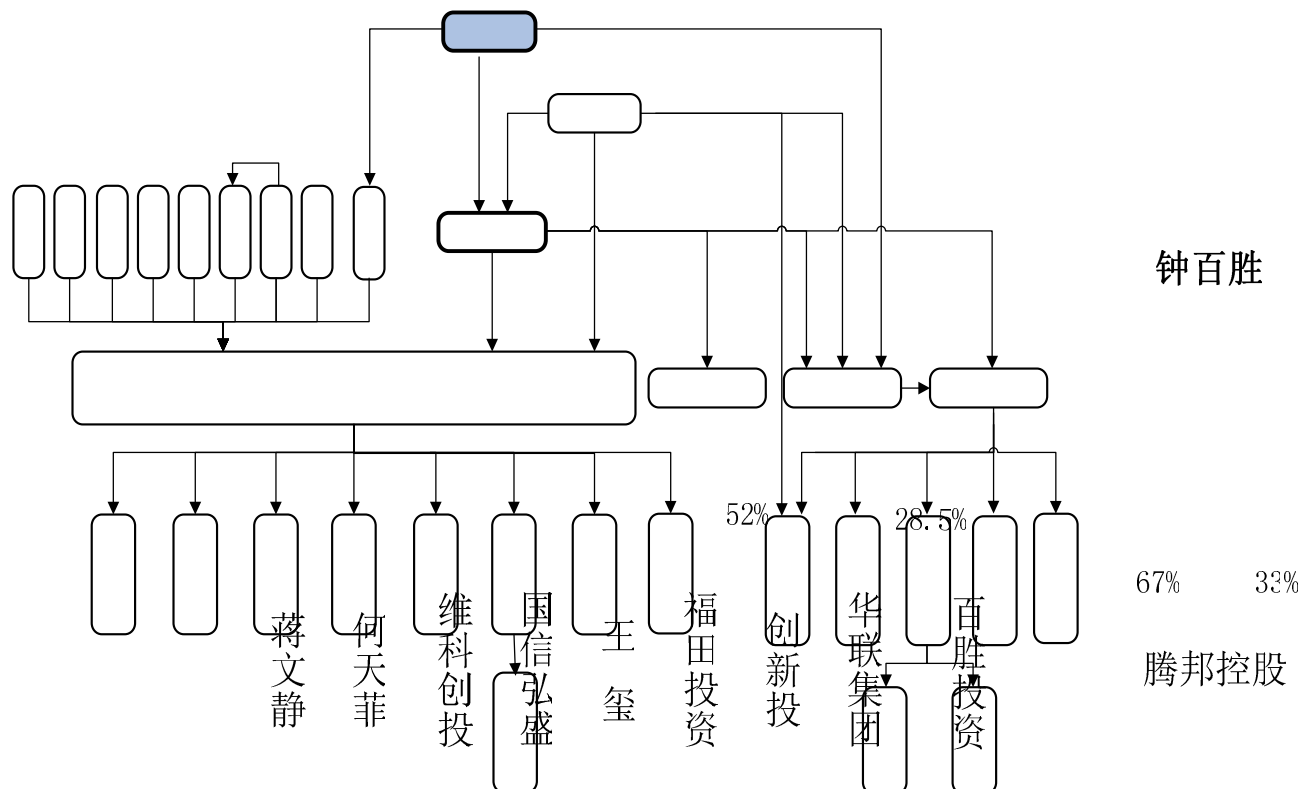 钟百胜
52%
28.5%
67%
33%
蒋文静
何天菲
维科创投
国信弘盛
王玺
福田投资
创新投
华联集团
百胜投资
腾邦控股